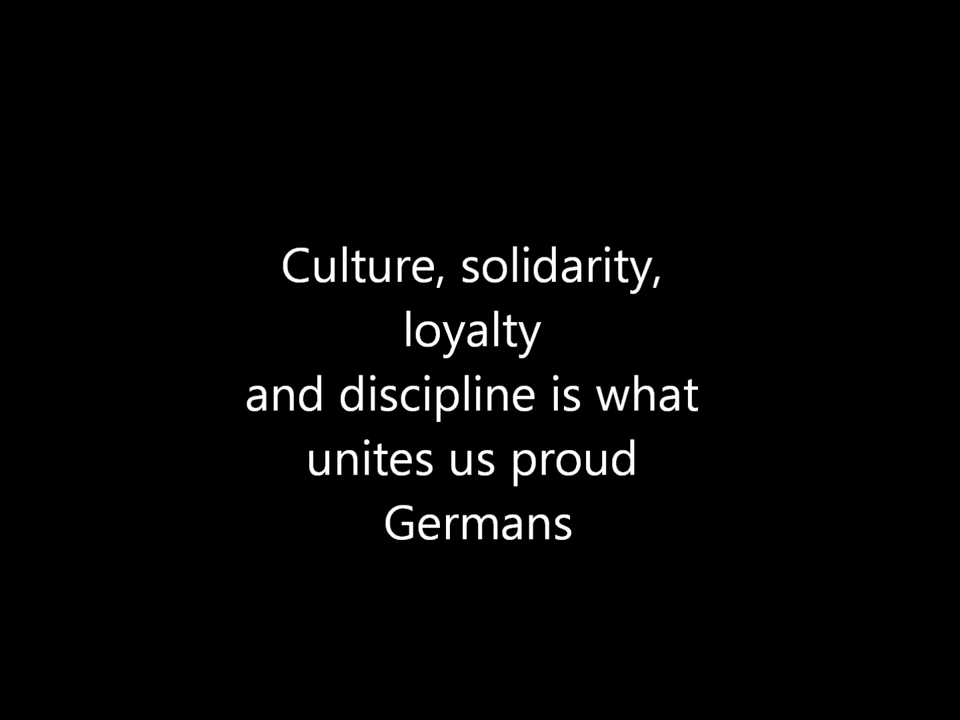 Culture, solidarity,
loyalty
and discipline is what
unites us proud
Germans